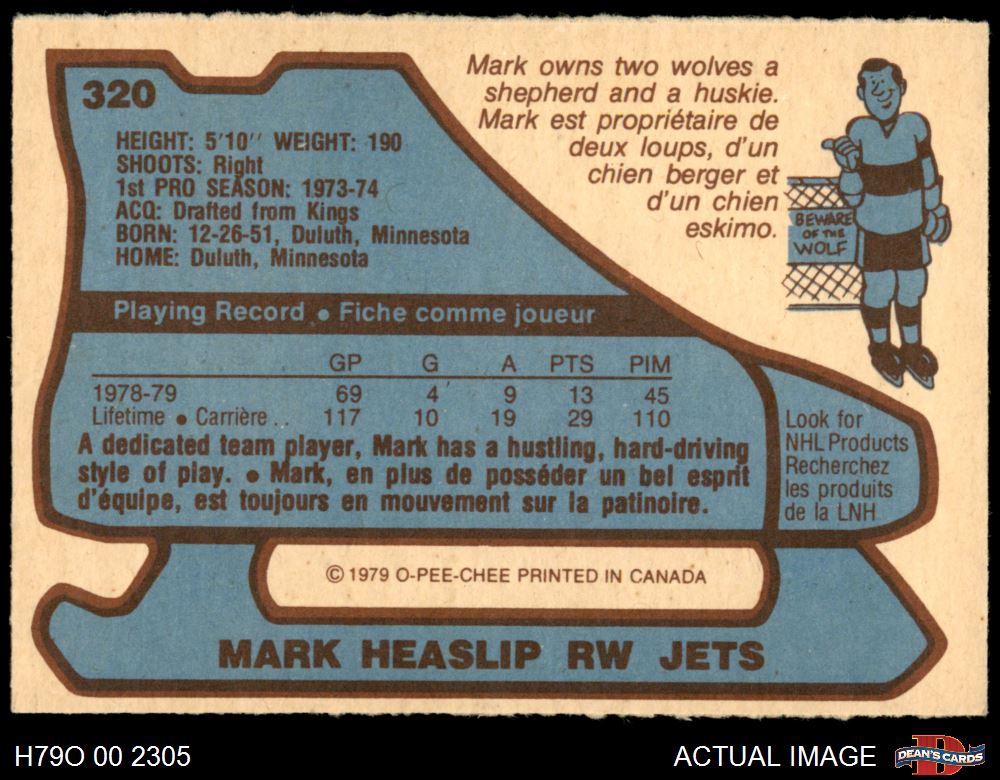 320
HEIGHT: 5'10'' WEIGHT: 190
SHOOTS: Right
1st PRO SEASON: 1973-74
ACQ: Drafted from Kings
BORN: 12-26-51, Duluth, Minnesota
HOME: Duluth, Minnesota
Mark owns two wolves a
shepherd and a huskie.
Mark est propriétaire de
deux loups, d'un
chien berger et
d'un chien
eskimo.
BEWARE
OF THE
WOLF
Playing Record • Fiche comme joueur
GP G A PTS PIM
1978-79 69 4 9 13 45
Lifetime • Carrière .. 117 10 19 29 110
A dedicated team player, Mark has a hustling, hard-driving
style of play. • Mark, en plus de posséder un bel esprit
d'équipe, est toujours en mouvement sur la patinoire.
Look for
NHL Products
Recherchez
les produits
de la LNH
© 1979 O-PEE-CHEE PRINTED IN CANADA
MARK HEASLIP RW JETS
H79O 00 2305
ACTUAL IMAGE
D
DEAN'S CARDS